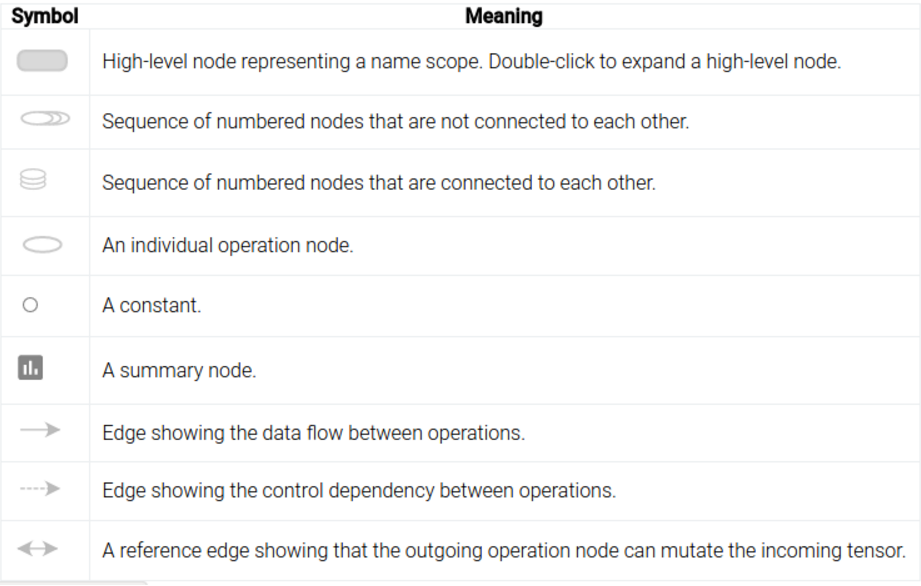 Symbol Meaning
High-level node representing a name scope. Double-click to expand a high-level node.
Sequence of numbered nodes that are not connected to each other.
Sequence of numbered nodes that are connected to each other.
An individual operation node.
A constant.
A summary node.
Edge showing the data flow between operations.
Edge showing the control dependency between operations.
A reference edge showing that the outgoing operation node can mutate the incoming tensor.